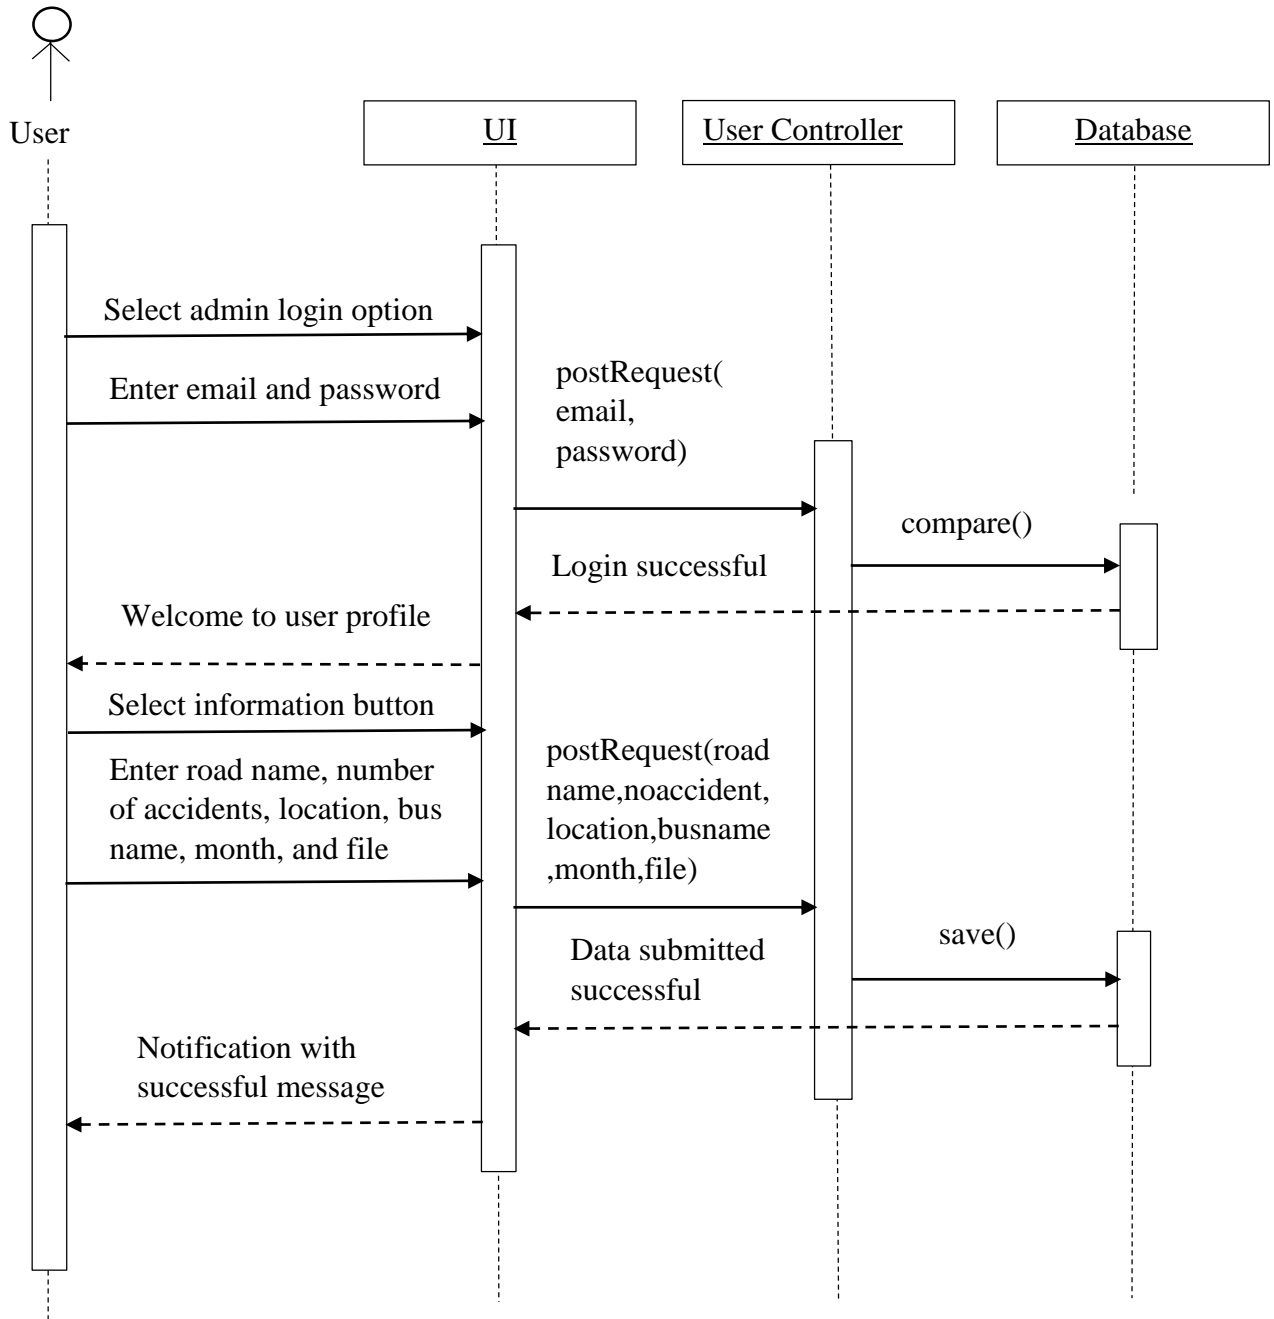 User
UI
User Controller
Database
Select admin login option
Enter email and password
postRequest(
email,
password)
compare()
Login successful
Welcome to user profile
Select information button
Enter road name, number
of accidents, location, bus
name, month, and file
postRequest(road
name,noaccident,
location,busname
,month,file)
save()
Data submitted
successful
Notification with
successful message